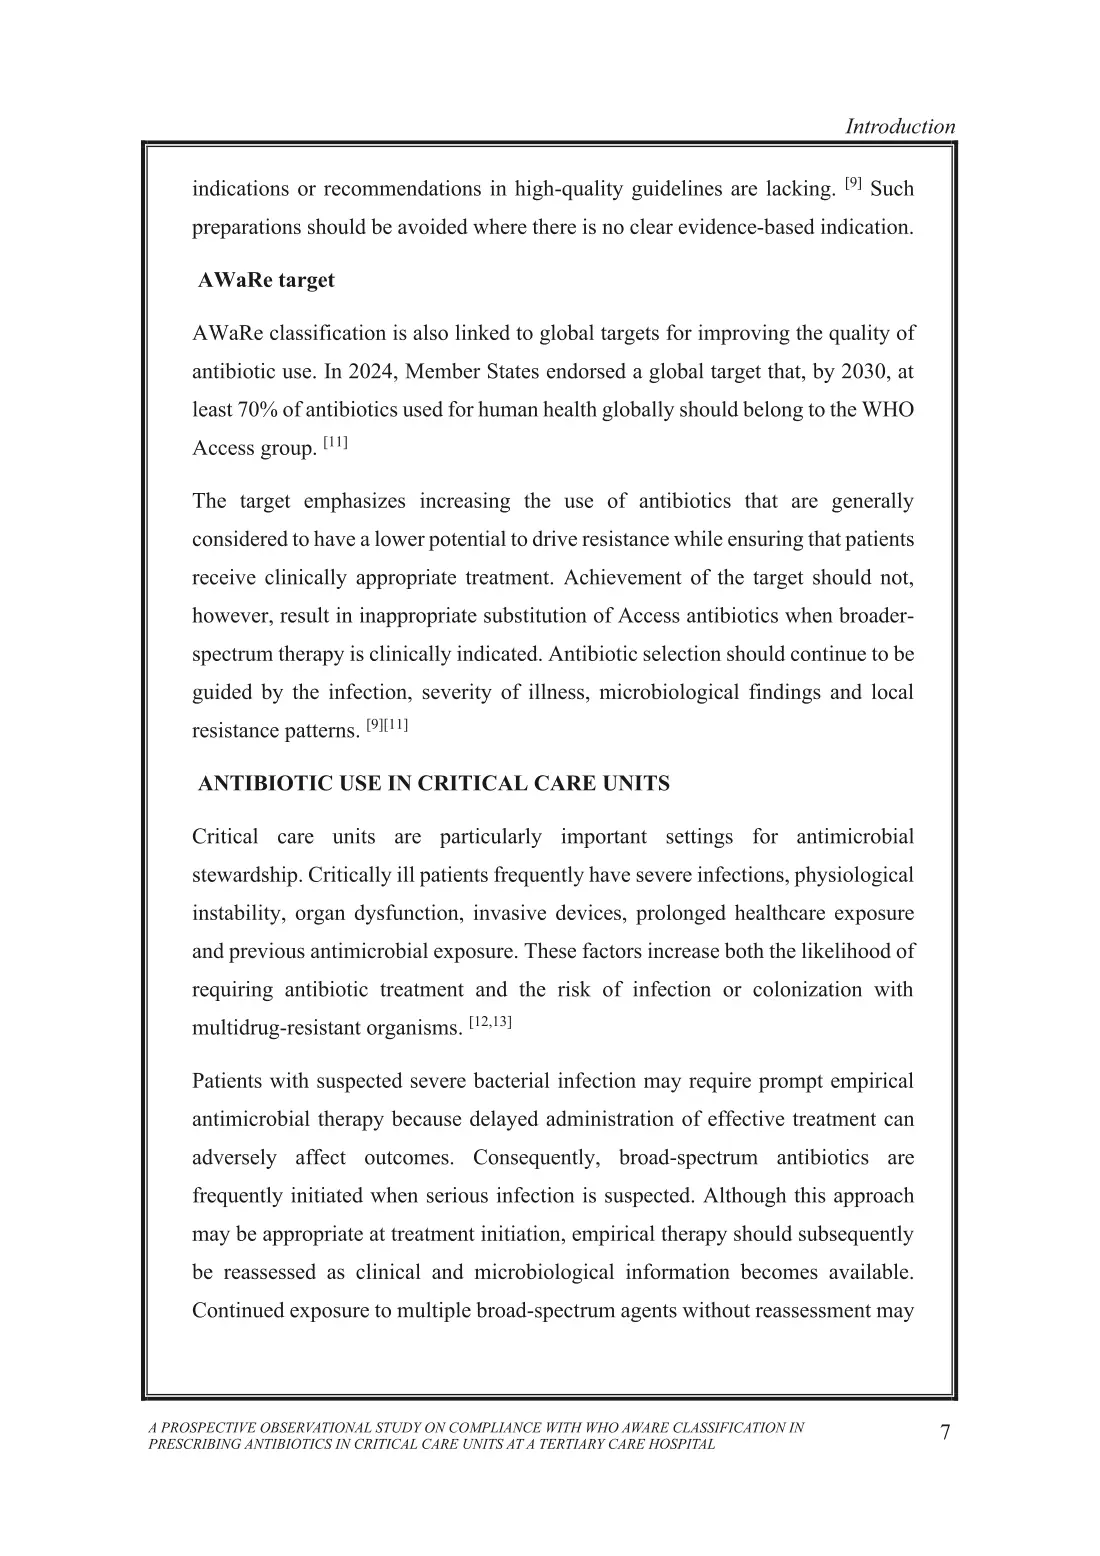 Introduction
indications or recommendations in high-quality guidelines are lacking. [9] Such
preparations should be avoided where there is no clear evidence-based indication.
AWaRe target
AWaRe classification is also linked to global targets for improving the quality of
antibiotic use. In 2024, Member States endorsed a global target that, by 2030, at
least 70% of antibiotics used for human health globally should belong to the WHO
Access group. [11]
The target emphasizes increasing the use of antibiotics that are generally
considered to have a lower potential to drive resistance while ensuring that patients
receive clinically appropriate treatment. Achievement of the target should not,
however, result in inappropriate substitution of Access antibiotics when broader-
spectrum therapy is clinically indicated. Antibiotic selection should continue to be
guided by the infection, severity of illness, microbiological findings and local
resistance patterns. [9][11]
ANTIBIOTIC USE IN CRITICAL CARE UNITS
Critical care units are particularly important settings for antimicrobial
stewardship. Critically ill patients frequently have severe infections, physiological
instability, organ dysfunction, invasive devices, prolonged healthcare exposure
and previous antimicrobial exposure. These factors increase both the likelihood of
requiring antibiotic treatment and the risk of infection or colonization with
multidrug-resistant organisms. [12,13]
Patients with suspected severe bacterial infection may require prompt empirical
antimicrobial therapy because delayed administration of effective treatment can
adversely affect outcomes. Consequently, broad-spectrum antibiotics are
frequently initiated when serious infection is suspected. Although this approach
may be appropriate at treatment initiation, empirical therapy should subsequently
be reassessed as clinical and microbiological information becomes available.
Continued exposure to multiple broad-spectrum agents without reassessment may
A PROSPECTIVE OBSERVATIONAL STUDY ON COMPLIANCE WITH WHO AWARE CLASSIFICATION IN
PRESCRIBING ANTIBIOTICS IN CRITICAL CARE UNITS AT A TERTIARY CARE HOSPITAL
7